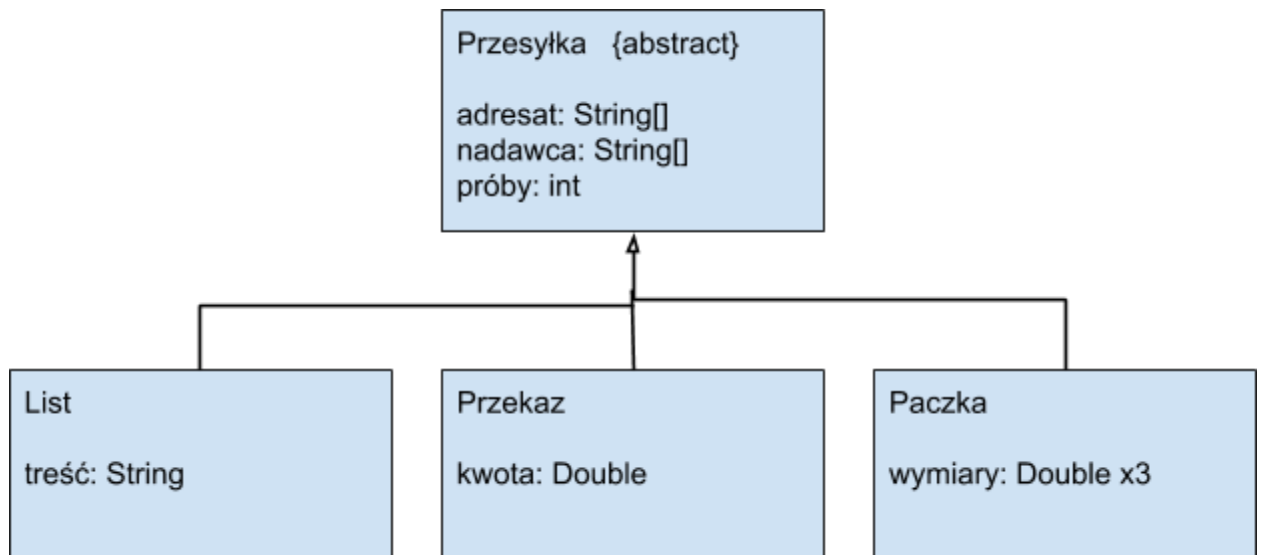 Przesyłka {abstract}
adresat: String[]
nadawca: String[]
próby: int
List
treść: String
Przekaz
kwota: Double
Paczka
wymiary: Double x3